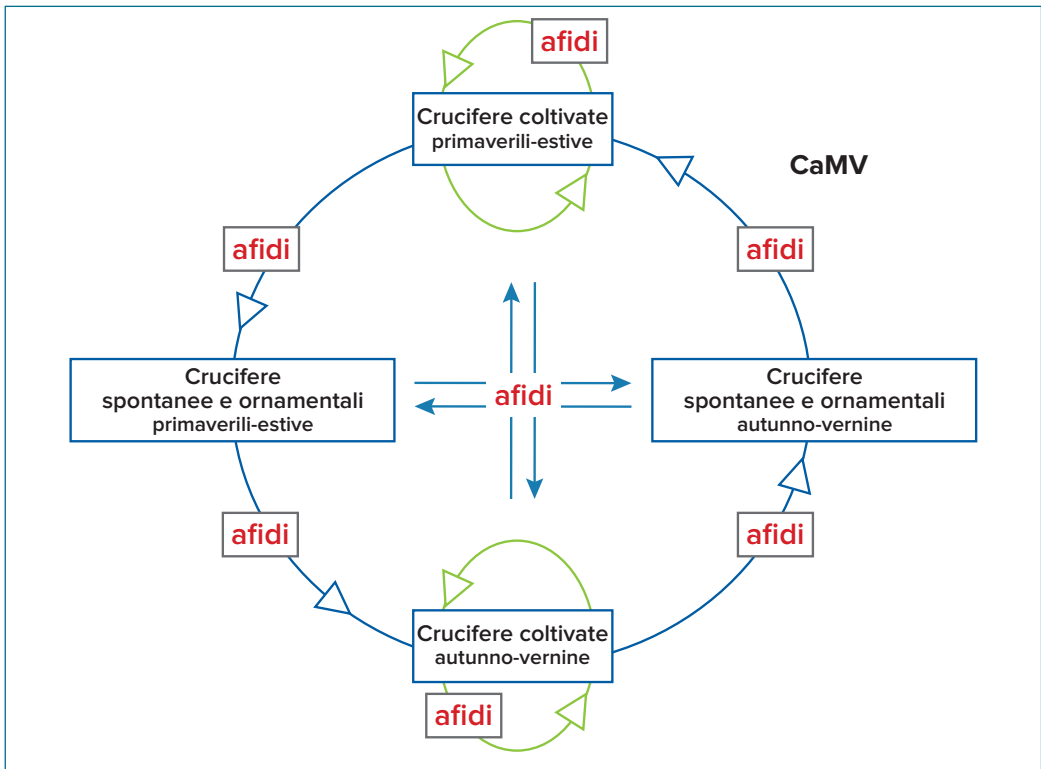 afidi
Crucifere coltivate
primaverili-estive
CaMV
afidi
afidi
Crucifere
spontanee e ornamentali
primaverili-estive
afidi
Crucifere
spontanee e ornamentali
autunno-vernine
afidi
afidi
Crucifere coltivate
autunno-vernine
afidi